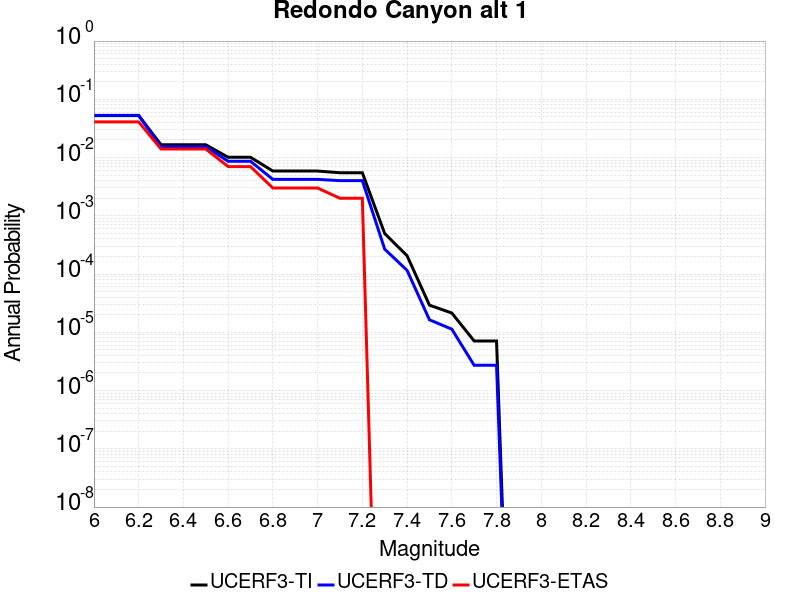 Redondo Canyon alt 1
10^0
10^-1
10^-2
10^-3
10^-4
10^-5
10^-6
10^-7
10^-8
Annual Probability
6 6.2 6.4 6.6 6.8 7 7.2 7.4 7.6 7.8 8 8.2 8.4 8.6 8.8 9
Magnitude
UCERF3-TI UCERF3-TD UCERF3-ETAS